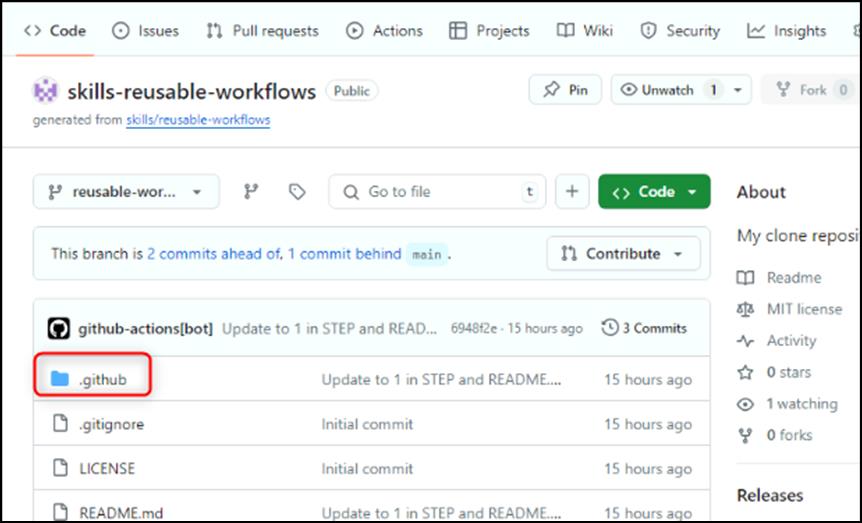 Code Issues Pull requests Actions Projects Wiki Security Insights
skills-reusable-workflows Public Pin Unwatch 1 Fork 0
generated from skills/reusable-workflows
reusable-wor... Go to file t Code
About
This branch is 2 commits ahead of, 1 commit behind main . Contribute
My clone reposi
github-actions[bot] Update to 1 in STEP and READ... 6948f2e · 15 hours ago 3 Commits
.github Update to 1 in STEP and README.... 15 hours ago
.gitignore Initial commit 15 hours ago
LICENSE Initial commit 15 hours ago
README.md Update to 1 in STEP and README.... 15 hours ago
Readme
MIT license
Activity
0 stars
1 watching
0 forks
Releases